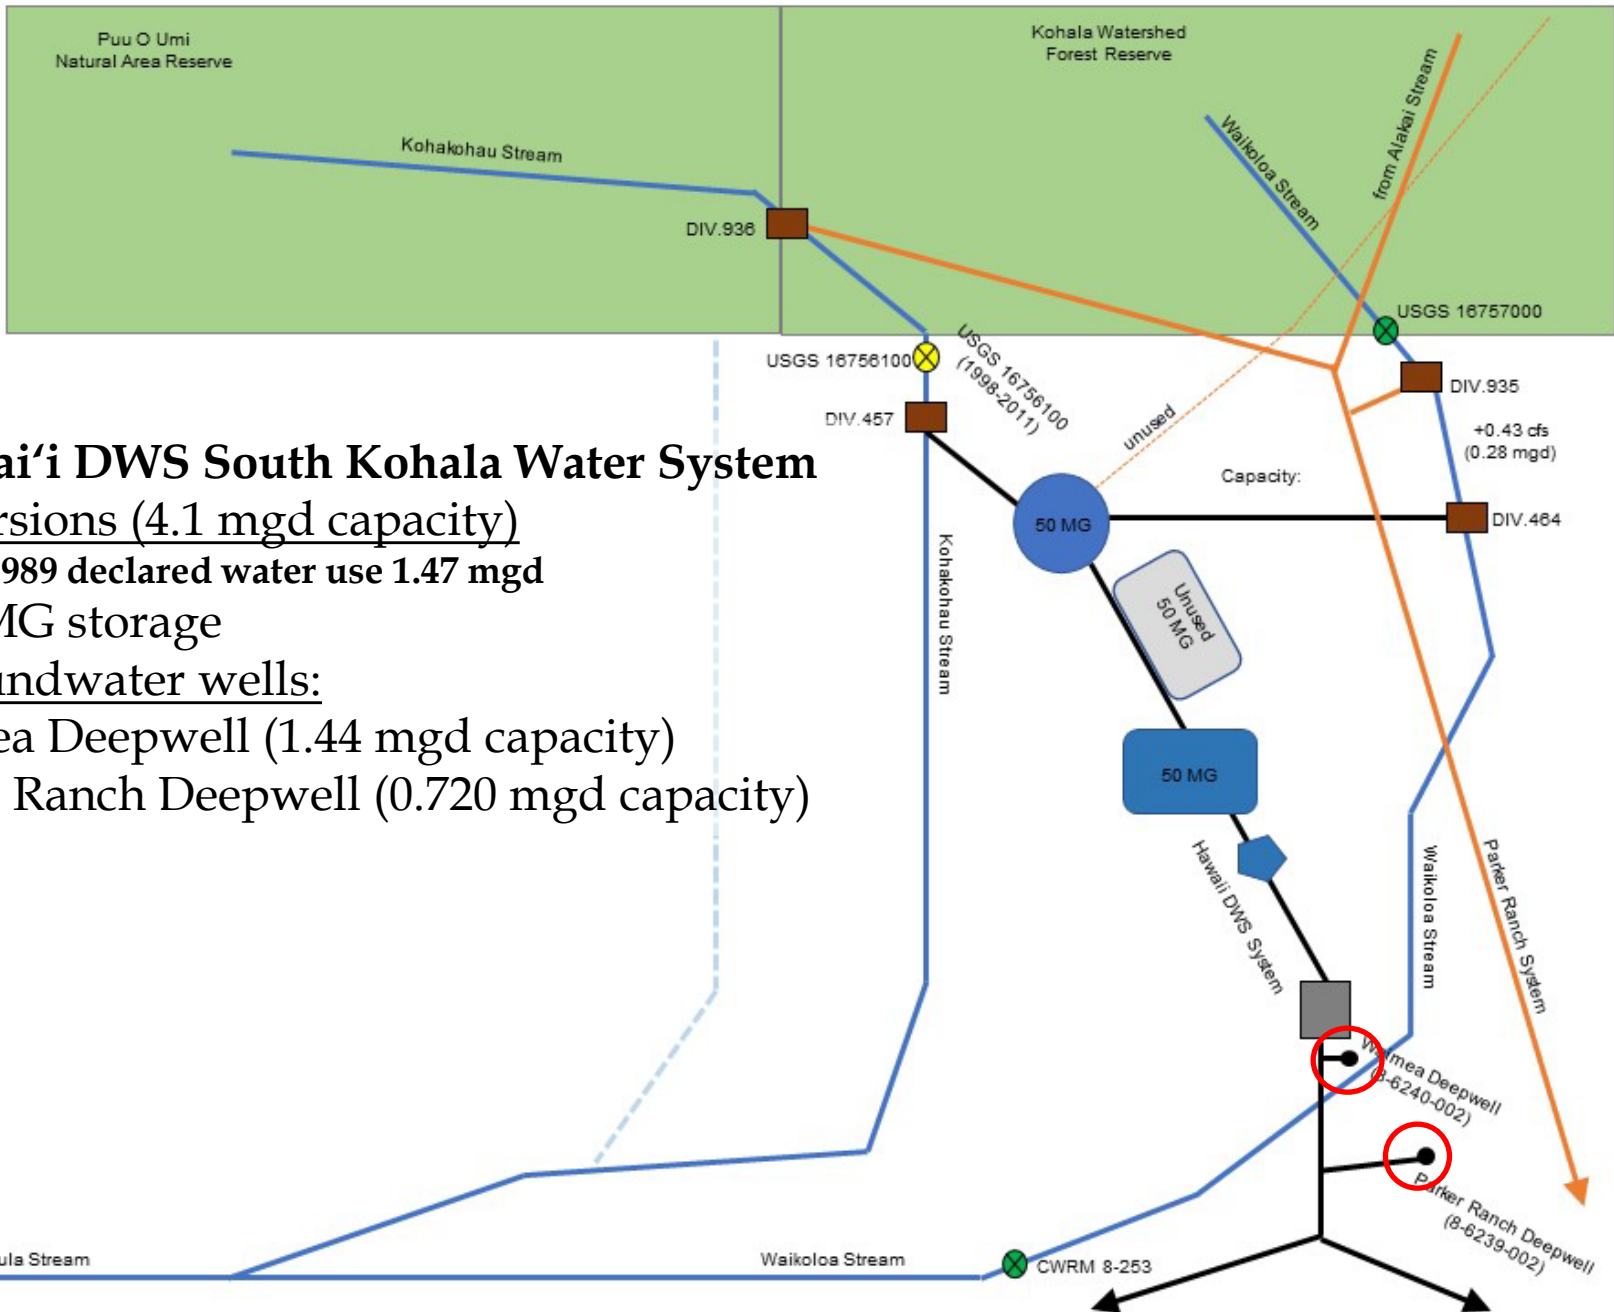 Puu O Umi
Natural Area Reserve
Kohala Watershed
Forest Reserve
from Alakai Stream
Waikoloa Stream
Kohakohau Stream
DIV.936
USGS 16757000
USGS 16756100
USGS 16756100
(1998-2011)
DIV.935
DIV.457
unused
+0.43 cfs
(0.28 mgd)
ai‘i DWS South Kohala Water System
Capacity:
rsions (4.1 mgd capacity)
50 MG
DIV.464
989 declared water use 1.47 mgd
Kohakohau Stream
Unused
50 MG
MG storage
undwater wells:
ea Deepwell (1.44 mgd capacity)
50 MG
Ranch Deepwell (0.720 mgd capacity)
Hawaii DWS System
Waikoloa Stream
Parker Ranch System
Waimea Deepwell
(8-6240-002)
Parker Ranch Deepwell
(8-6239-002)
ula Stream
Waikoloa Stream
CWRM 8-253